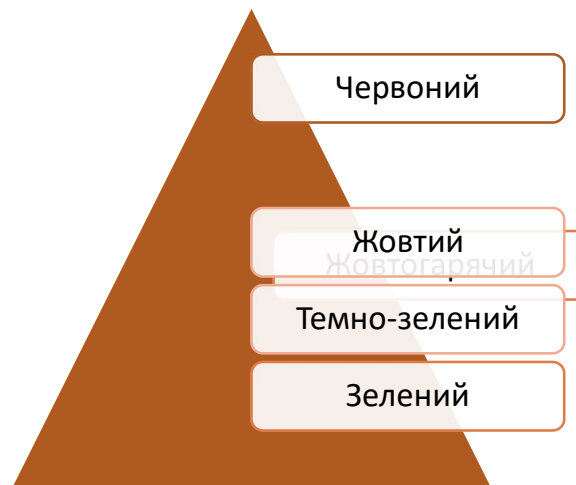 Червоний
Жовтий
Жовтогарячий
Темно-зелений
Зелений